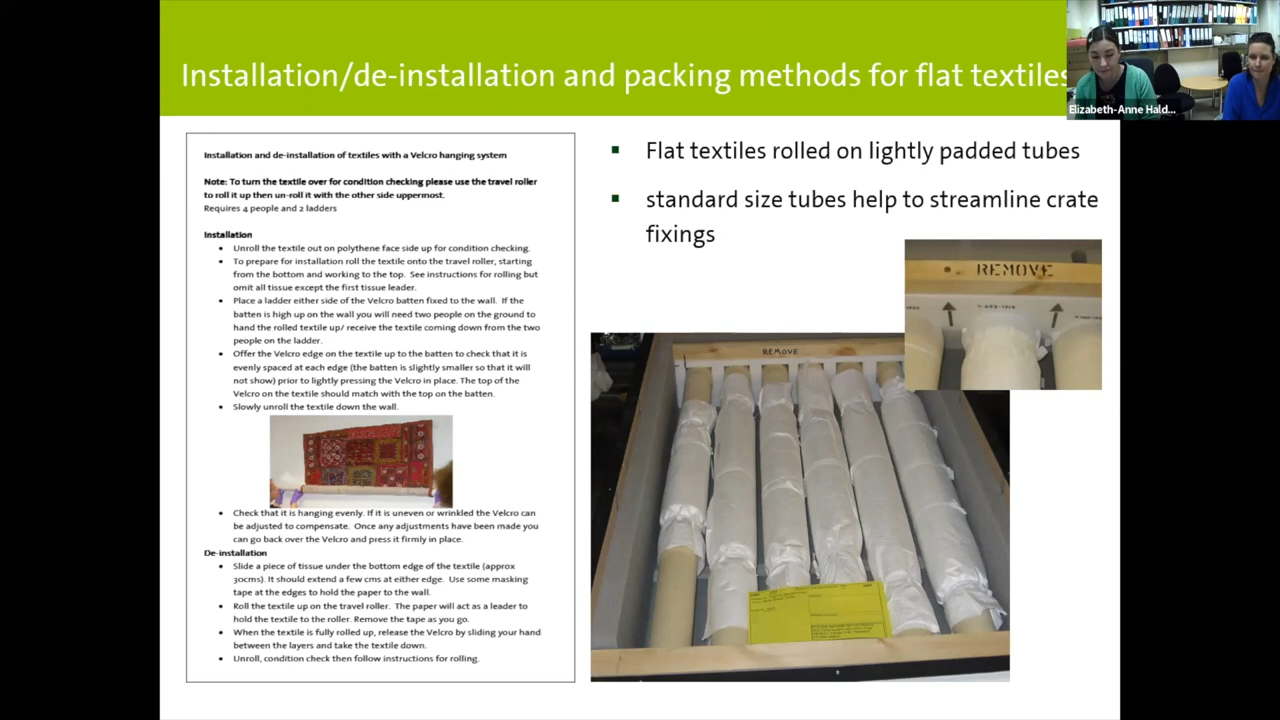 Installation/de-installation and packing methods for flat textiles
Elizabeth-Anne Hald...
Installation and de-installation of textiles with a Velcro hanging system
Note: To turn the textile over for condition checking please use the travel roller
to roll it up then un-roll it with the other side uppermost.
Requires 4 people and 2 ladders
Installation
• Unroll the textile out on polythene face side up for condition checking.
• To prepare for installation roll the textile onto the travel roller, starting
from the bottom and working to the top. See instructions for rolling but
omit all tissue except the first tissue leader.
• Place a ladder either side of the Velcro batten fixed to the wall. If the
batten is high up on the wall you will need two people on the ground to
hand the rolled textile up/ receive the textile coming down from the two
people on the ladder.
• Offer the Velcro edge on the textile up to the batten to check that it is
evenly spaced at each edge (the batten is slightly smaller so that it will
not show) prior to lightly pressing the Velcro in place. The top of the
Velcro on the textile should match with the top on the batten.
• Slowly unroll the textile down the wall.
• Check that it is hanging evenly. If it is uneven or wrinkled the Velcro can
be adjusted to compensate. Once any adjustments have been made you
can go back over the Velcro and press it firmly in place.
De-installation
• Slide a piece of tissue under the bottom edge of the textile (approx
30cms). It should extend a few cms at either edge. Use some masking
tape at the edges to hold the paper to the wall.
• Roll the textile up on the travel roller. The paper will act as a leader to
hold the textile to the roller. Remove the tape as you go.
• When the textile is fully rolled up, release the Velcro by sliding your hand
between the layers and take the textile down.
• Unroll, condition check then follow instructions for rolling.
▪ Flat textiles rolled on lightly padded tubes
▪ standard size tubes help to streamline crate
fixings
REMOVE
REMOVE